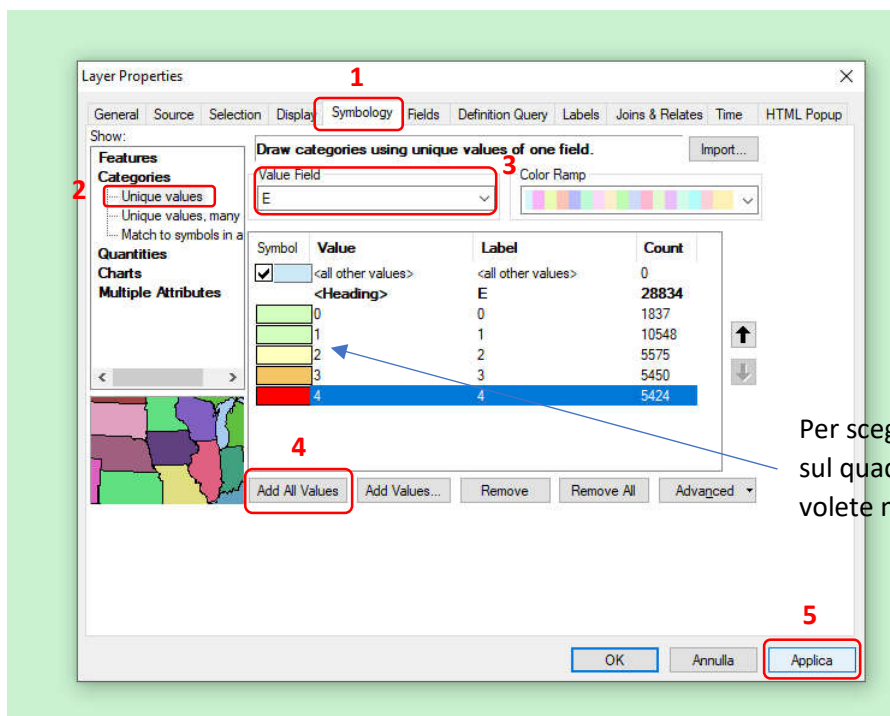 Layer Properties
1
General Source Selection Display Symbology Fields Definition Query Labels Joins & Relates Time HTML Popup
Show:
Features
Categories
2
Unique values
Unique values, many
Match to symbols in a
Quantities
Charts
Multiple Attributes
Draw categories using unique values of one field.
Import...
Value Field
3
Color Ramp
E
Symbol Value Label Count
<all other values> <all other values> 0
<Heading> E 28834
0 0 1837
1 1 10548
2 2 5575
3 3 5450
4 4 5424
4
Add All Values Add Values... Remove Remove All Advanced
Per
sul
volete
5
OK Annulla Applica